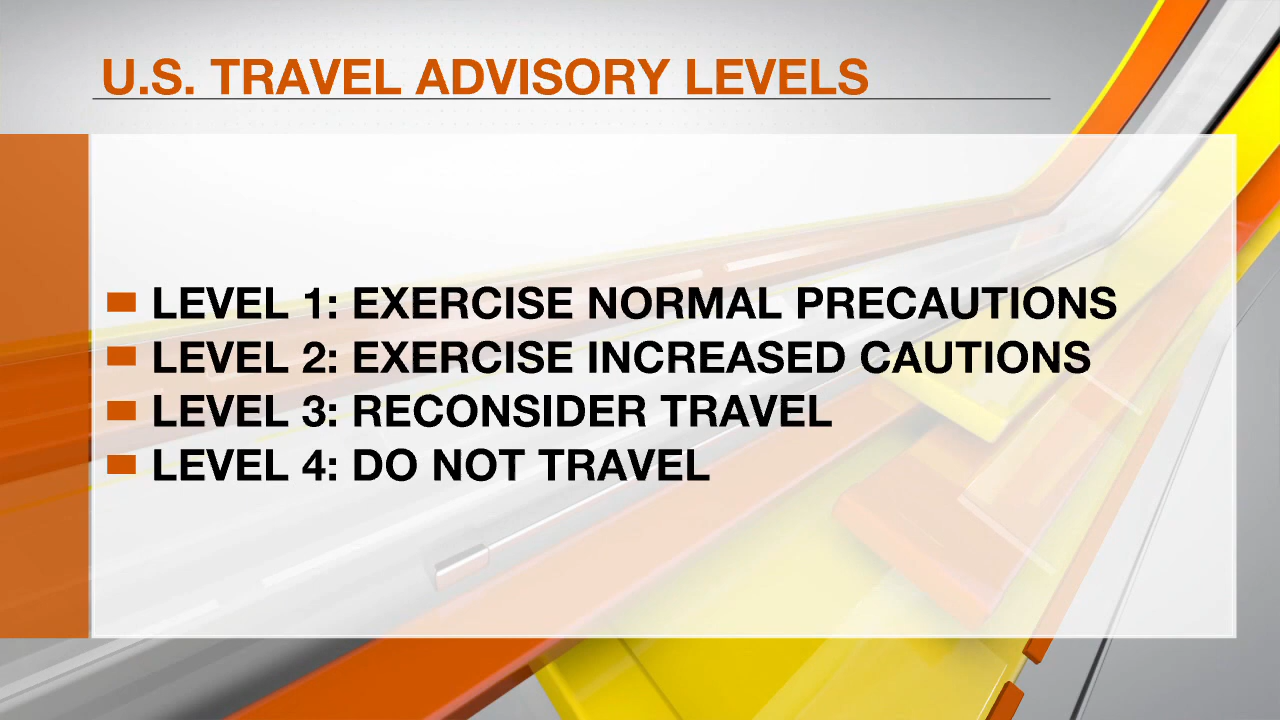 U.S. TRAVEL ADVISORY LEVELS
LEVEL 1: EXERCISE NORMAL PRECAUTIONS
LEVEL 2: EXERCISE INCREASED CAUTIONS
LEVEL 3: RECONSIDER TRAVEL
LEVEL 4: DO NOT TRAVEL